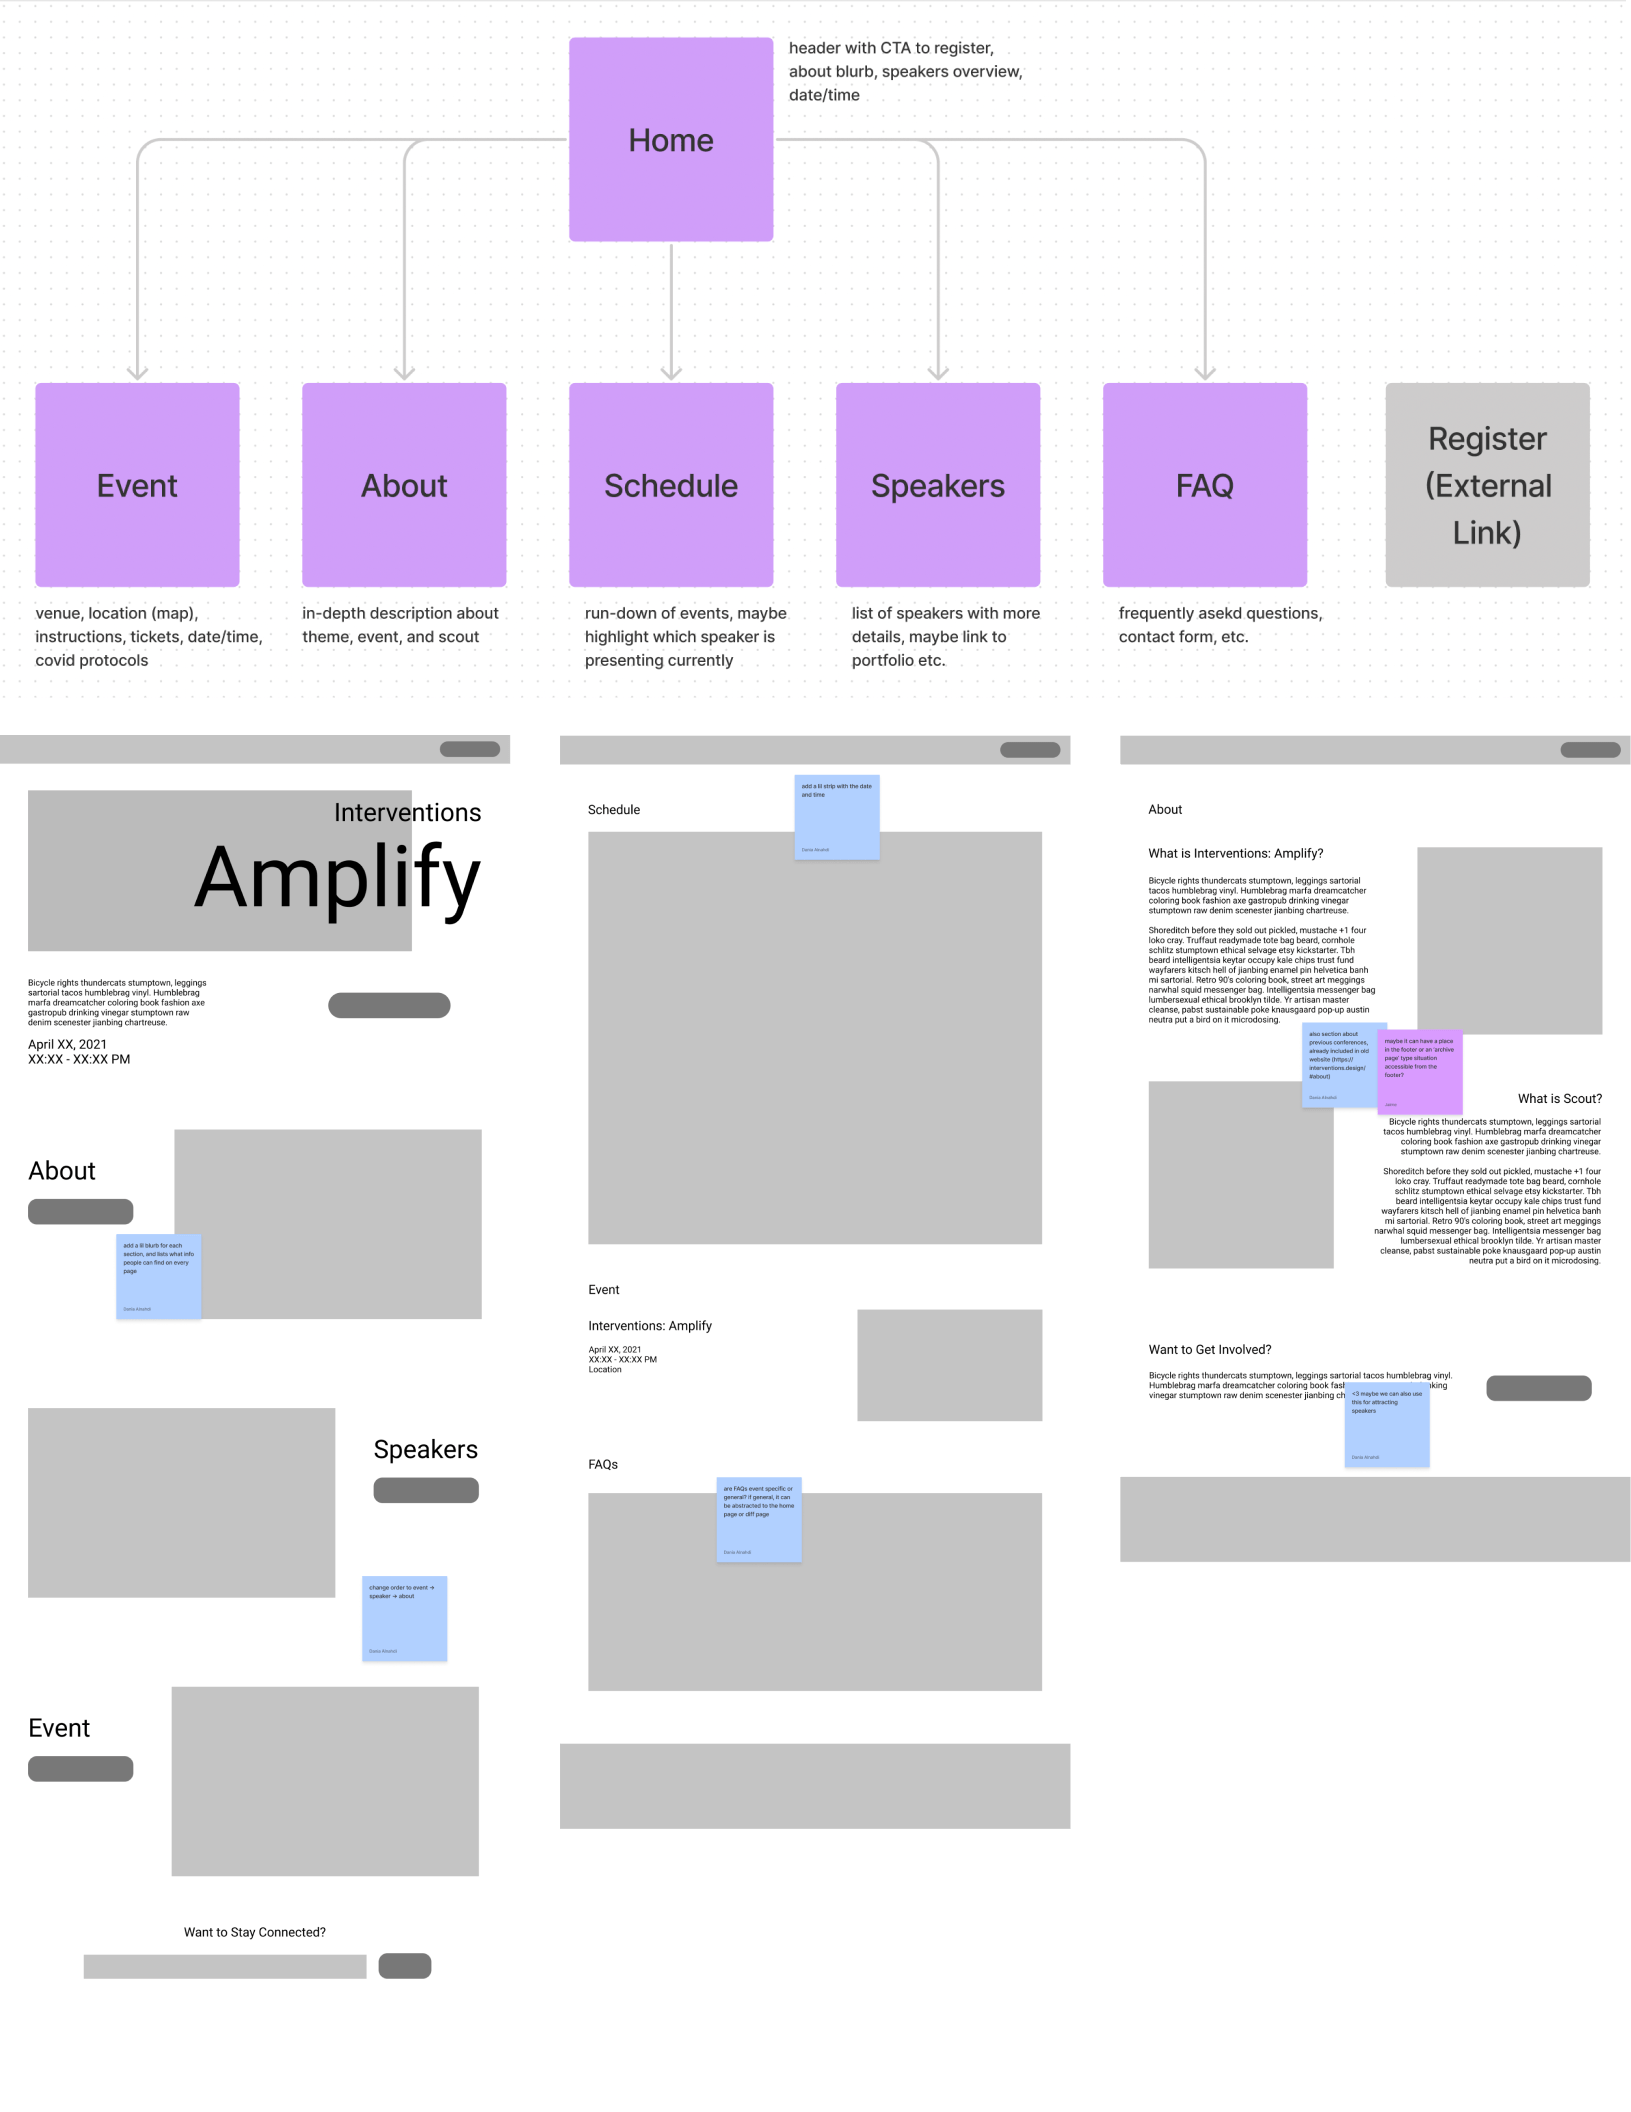 header with CTA to register,
about blurb, speakers overview,
date/time
Home
Event
About
Schedule
Speakers
FAQ
Register
(External
Link)
venue, location (map),
instructions, tickets, date/time,
covid protocols
in-depth description about
theme, event, and scout
run-down of events, maybe
highlight which speaker is
presenting currently
list of speakers with more
details, maybe link to
portfolio etc.
frequently asekd questions,
contact form, etc.
Interventions
Amplify
Bicycle rights thundercats stumptown, leggings
sartorial tacos humblebrag vinyl. Humblebrag
marfa dreamcatcher coloring book fashion axe
gastropub drinking vinegar stumptown raw
denim scenester jianbing chartreuse.
April XX, 2021
XX:XX - XX:XX PM
About
add a lil blurb for each
section, and lists what info
people can find on every
page
Dania Alnahdi
Speakers
change order to event →
speaker → about
Dania Alnahdi
Event
Want to Stay Connected?
add a lil strip with the date
and time
Dania Alnahdi
Schedule
Event
Interventions: Amplify
April XX, 2021
XX:XX - XX:XX PM
Location
FAQs
are FAQs event specific or
general? if general, it can
be abstracted to the home
page or diff page
Dania Alnahdi
About
What is Interventions: Amplify?
Bicycle rights thundercats stumptown, leggings sartorial
tacos humblebrag vinyl. Humblebrag marfa dreamcatcher
coloring book fashion axe gastropub drinking vinegar
stumptown raw denim scenester jianbing chartreuse.
Shoreditch before they sold out pickled, mustache +1 four
loko cray. Truffaut readymade tote bag beard, cornhole
schlitz stumptown ethical selvage etsy kickstarter. Tbh
beard intelligentsia keytar occupy kale chips trust fund
wayfarers kitsch hell of jianbing enamel pin helvetica banh
mi sartorial. Retro 90's coloring book, street art meggings
narwhal squid messenger bag. Intelligentsia messenger bag
lumbersexual ethical brooklyn tilde. Yr artisan master
cleanse, pabst sustainable poke knausgaard pop-up austin
neutra put a bird on it microdosing.
also section about
previous conferences,
already included in old
website (https://
interventions.design/
#about)
Dania Alnahdi
maybe it can have a place
in the footer or an 'archive
page' type situation
accessible from the
footer?
Jaime
What is Scout?
Bicycle rights thundercats stumptown, leggings sartorial
tacos humblebrag vinyl. Humblebrag marfa dreamcatcher
coloring book fashion axe gastropub drinking vinegar
stumptown raw denim scenester jianbing chartreuse.
Shoreditch before they sold out pickled, mustache +1 four
loko cray. Truffaut readymade tote bag beard, cornhole
schlitz stumptown ethical selvage etsy kickstarter. Tbh
beard intelligentsia keytar occupy kale chips trust fund
wayfarers kitsch hell of jianbing enamel pin helvetica banh
mi sartorial. Retro 90's coloring book, street art meggings
narwhal squid messenger bag. Intelligentsia messenger bag
lumbersexual ethical brooklyn tilde. Yr artisan master
cleanse, pabst sustainable poke knausgaard pop-up austin
neutra put a bird on it microdosing.
Want to Get Involved?
Bicycle rights thundercats stumptown, leggings sartorial tacos humblebrag vinyl.
Humblebrag marfa dreamcatcher coloring book fash king
vinegar stumptown raw denim scenester jianbing ch
<3 maybe we can also use
this for attracting
speakers
Dania Alnahdi